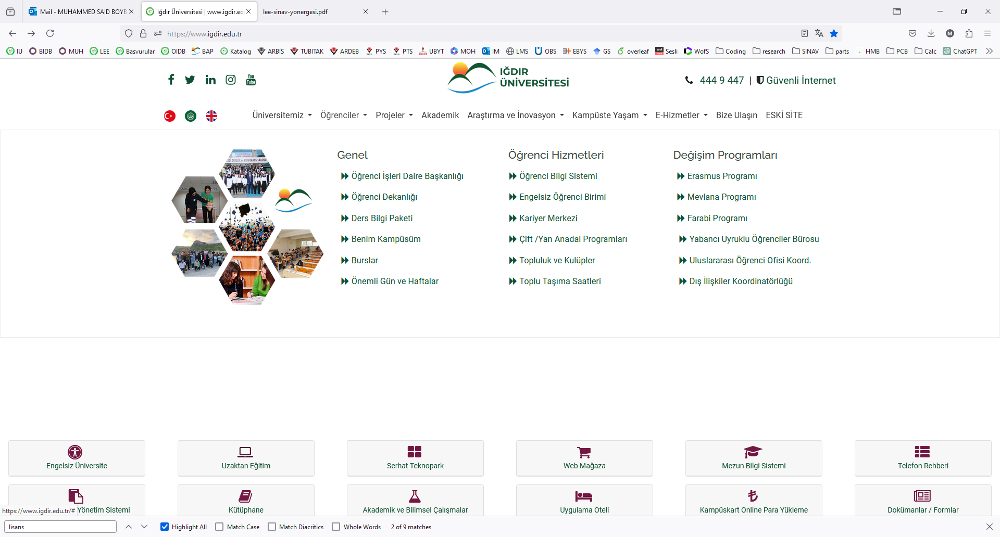 Mail - MUHAMMED SAID BOYB
Iğdır Üniversitesi | www.igdir.ed
lee-sinav-yonergesi.pdf
https://www.igdir.edu.tr
IU BIDB MUH LEE Basvurular OIDB BAP Katalog ARBİS TUBITAK ARDEB PYS PTS UBYT MOH IM LMS OBS EBYS GS overleaf Sesli WofS Coding research SINAV parts HMB PCB Calc ChatGPT
IĞDIR
ÜNİVERSİTESİ
444 9 447 | Güvenli İnternet
Üniversitemiz Öğrenciler Projeler Akademik Araştırma ve İnovasyon Kampüste Yaşam E-Hizmetler Bize Ulaşın ESKİ SİTE
Genel
Öğrenci İşleri Daire Başkanlığı
Öğrenci Dekanlığı
Ders Bilgi Paketi
Benim Kampüsüm
Burslar
Önemli Gün ve Haftalar
Öğrenci Hizmetleri
Öğrenci Bilgi Sistemi
Engelsiz Öğrenci Birimi
Kariyer Merkezi
Çift /Yan Anadal Programları
Topluluk ve Kulüpler
Toplu Taşıma Saatleri
Değişim Programları
Erasmus Programı
Mevlana Programı
Farabi Programı
Yabancı Uyruklu Öğrenciler Bürosu
Uluslararası Öğrenci Ofisi Koord.
Dış İlişkiler Koordinatörlüğü
Engelsiz Üniversite
Uzaktan Eğitim
Serhat Teknopark
Web Mağaza
Mezun Bilgi Sistemi
Telefon Rehberi
Yönetim Sistemi
Kütüphane
Akademik ve Bilimsel Çalışmalar
Uygulama Oteli
Kampüskart Online Para Yükleme
Dokümanlar / Formlar
https://www.igdir.edu.tr/#
lisans
Highlight All
Match Case
Match Diacritics
Whole Words
2 of 9 matches